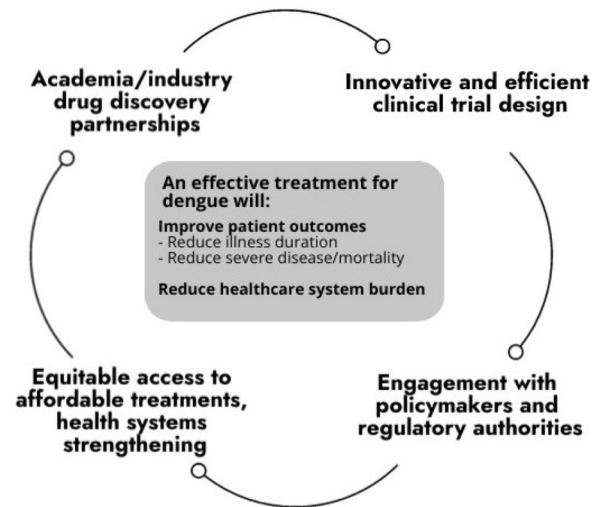 Academia/industry
drug discovery
partnerships
Innovative and efficient
clinical trial design
An effective treatment for
dengue will:
Improve patient outcomes
- Reduce illness duration
- Reduce severe disease/mortality
Reduce healthcare system burden
Equitable access to
affordable treatments,
health systems
strengthening
Engagement with
policymakers and
regulatory authorities